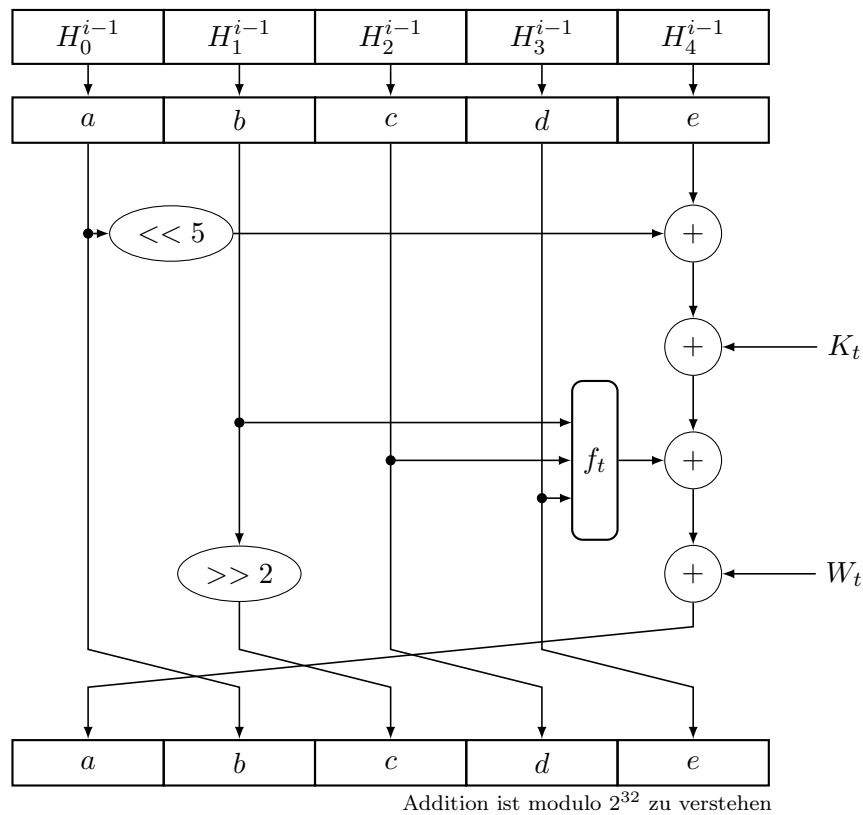 H_0^{i-1} H_1^{i-1} H_2^{i-1} H_3^{i-1} H_4^{i-1}
a b c d e
<< 5 +
+ K_t
f_t +
>> 2 + W_t
a b c d e
Addition ist modulo 2^{32} zu verstehen